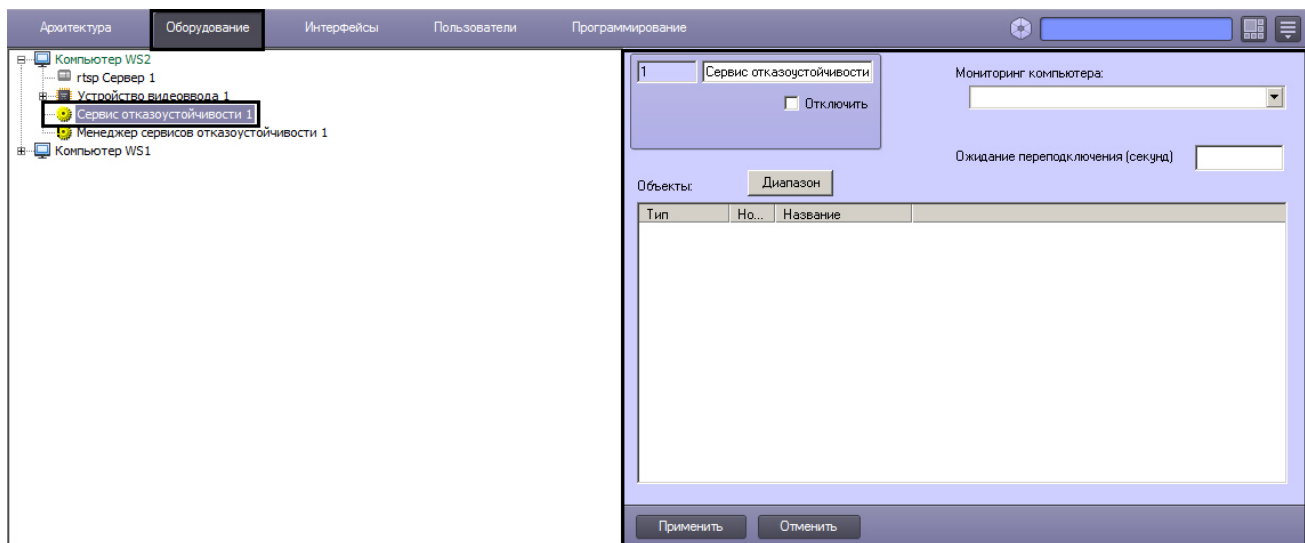 Архитектура Оборудование Интерфейсы Пользователи Программирование
Компьютер WS2
rtsp Сервер 1
Устройство видеоввода 1
Сервис отказоустойчивости 1
Менеджер сервисов отказоустойчивости 1
Компьютер WS1
1 Сервис отказоустойчивости
Отключить
Мониторинг компьютера:
Ожидание переподключения (секунд)
Объекты: Диапазон
Тип Но... Название
Применить Отменить